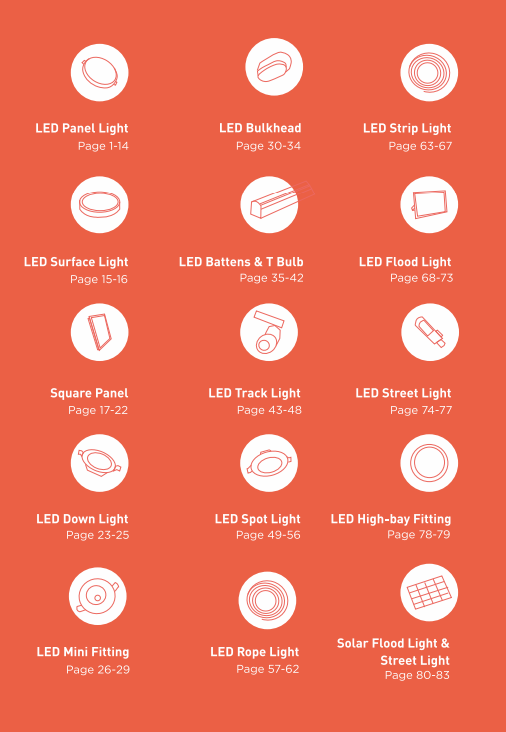 LED Panel Light
Page 1-14
LED Bulkhead
Page 30-34
LED Strip Light
Page 63-67
LED Surface Light
Page 15-16
LED Battens & T Bulb
Page 35-42
LED Flood Light
Page 68-73
Square Panel
Page 17-22
LED Track Light
Page 43-48
LED Street Light
Page 74-77
LED Down Light
Page 23-25
LED Spot Light
Page 49-56
LED High-bay Fitting
Page 78-79
LED Mini Fitting
Page 26-29
LED Rope Light
Page 57-62
Solar Flood Light &
Street Light
Page 80-83